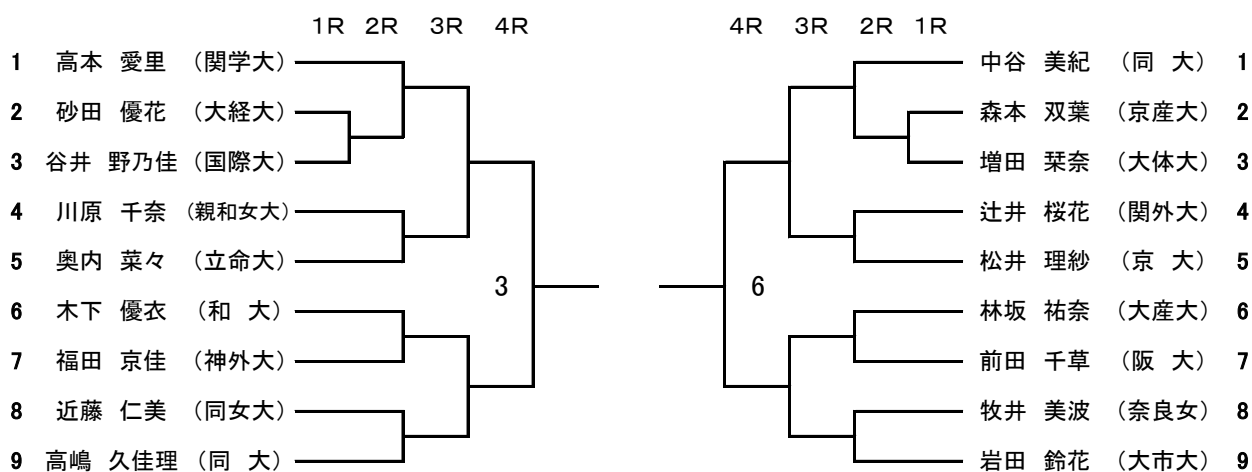 1R 2R 3R 4R 4R 3R 2R 1R
1 高本 愛里 （関学大） 中谷 美紀 （同 大） 1
2 砂田 優花 （大経大） 森本 双葉 （京産大） 2
3 谷井 野乃佳 （国際大） 増田 栞奈 （大体大） 3
4 川原 千奈 （親和女大） 辻井 桜花 （関外大） 4
5 奥内 菜々 （立命大） 松井 理紗 （京 大） 5
3 6
6 木下 優衣 （和 大） 林坂 祐奈 （大産大） 6
7 福田 京佳 （神外大） 前田 千草 （阪 大） 7
8 近藤 仁美 （同女大） 牧井 美波 （奈良女） 8
9 高嶋 久佳理 （同 大） 岩田 鈴花 （大市大） 9